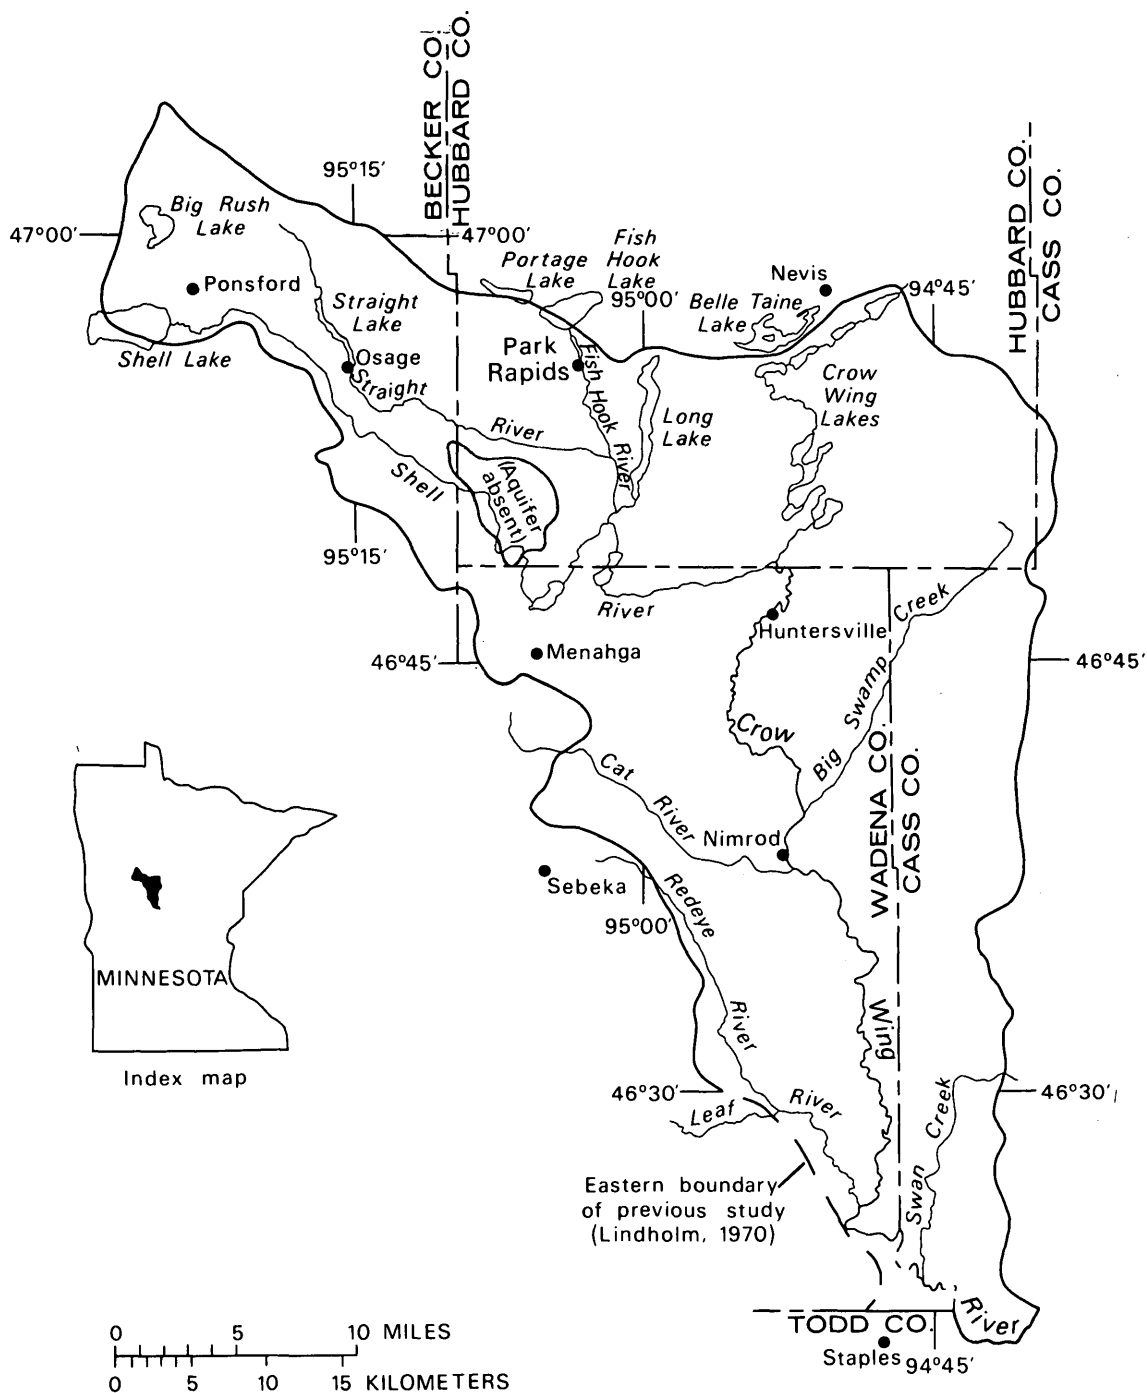 BECKER CO.
HUBBARD CO.
HUBBARD CO.
CASS CO.
95°15'
Big Rush
Lake
47°00'
47°00'
Portage
Lake
Fish
Hook
Lake
95°00'
Nevis
Belle Taine
Lake
94°45'
Ponsford
Straight
Lake
Shell Lake
Osage
Straight
River
Park
Rapids
Fish Hook River
Long
Lake
Crow
Wing
Lakes
Shell
(Aquifer
absent)
95°15'
River
Huntersville
Creek
Swamp
Big
46°45'
Menahga
46°45'
Crow
Cat
River
Nimrod
WADENA CO.
CASS CO.
Sebeka
95°00'
Redeye
River
Wing
MINNESOTA
Index map
46°30'
Leaf
River
Creek
Swan
46°30'
Eastern boundary
of previous study
(Lindholm, 1970)
River
TODD CO.
Staples
94°45'
0 5 10 MILES
0 5 10 15 KILOMETERS